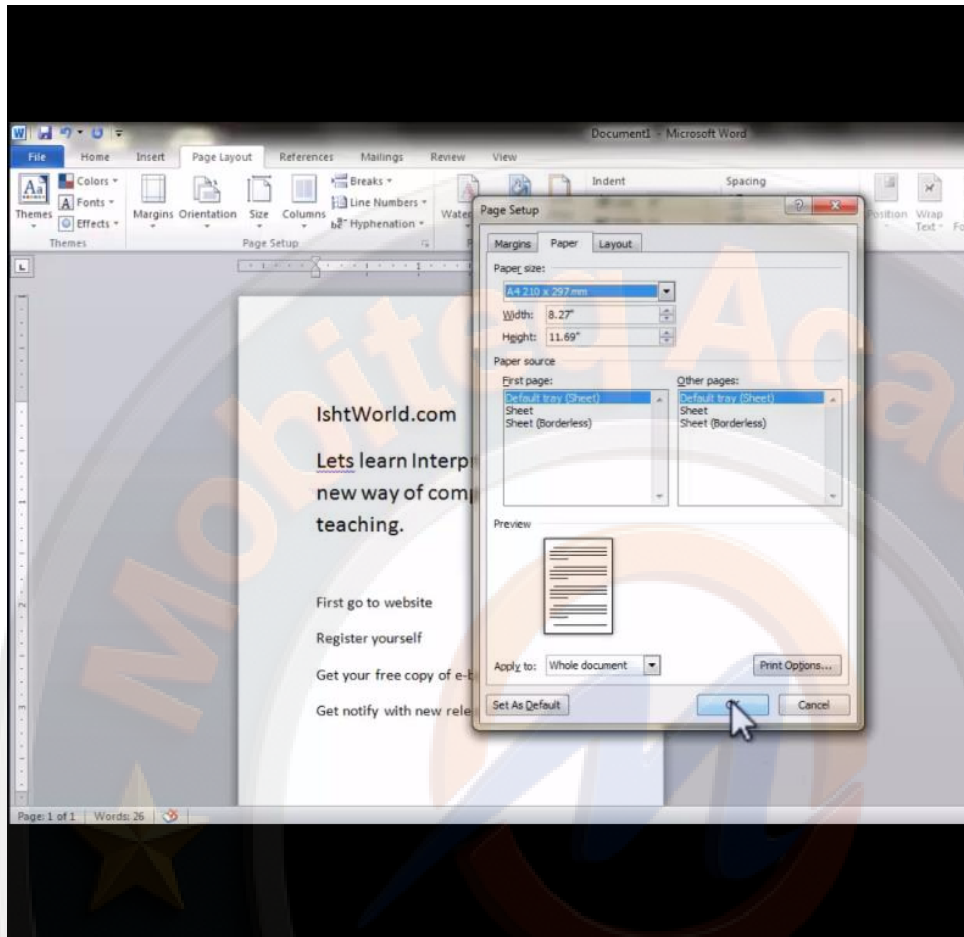 Document1 - Microsoft Word
File Home Insert Page Layout References Mailings Review View
Colors
Fonts
Effects
Themes Margins Orientation Size Columns
Breaks
Line Numbers
Hyphenation
Indent
Spacing
Wrap
Text
Themes
Page Setup
IshtWorld.com
Lets learn
new way of
teaching.
First go to website
Register yourself
Get your free copy of
Get notify with new
Page Setup
Margins Paper Layout
Paper size:
A4 210 x 297 mm
Width: 8.27"
Height: 11.69"
Paper source
First page: Other pages:
Default tray (Sheet) Default tray (Sheet)
Sheet Sheet
Sheet (Borderless) Sheet (Borderless)
Preview
Apply to: Whole document
Print Options...
Set As Default Cancel
Page: 1 of 1 Words: 26
Mobiteq